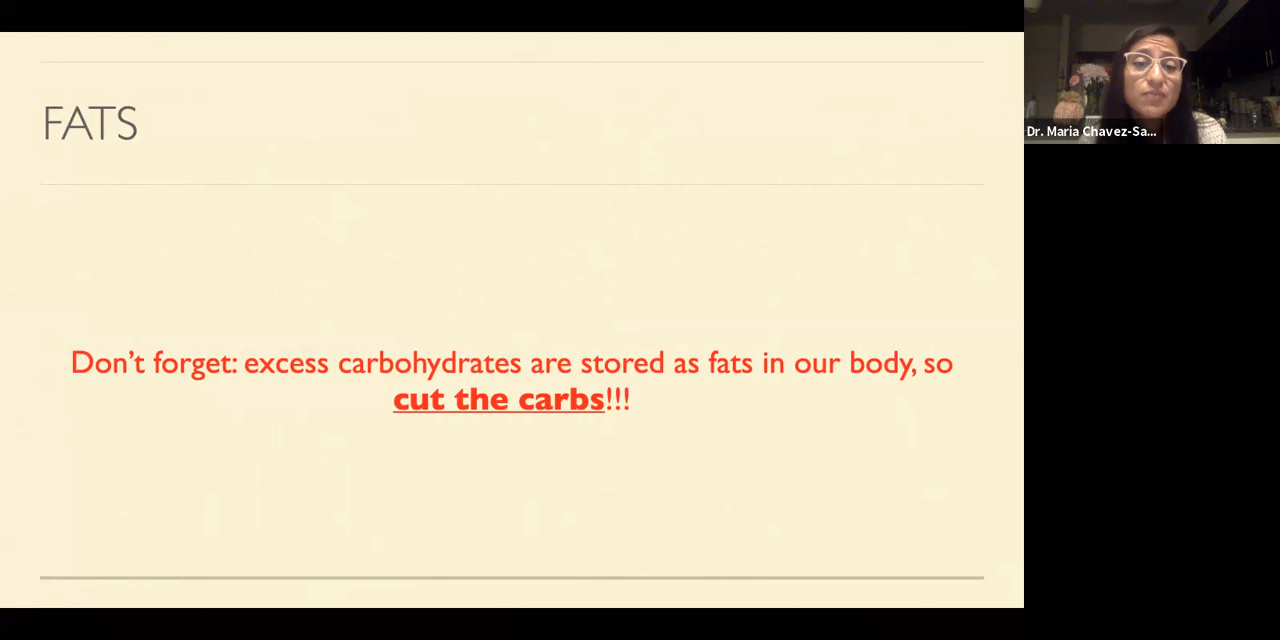 FATS
Don’t forget: excess carbohydrates are stored as fats in our body, so
cut the carbs!!!
Dr. Maria Chavez-Sa...